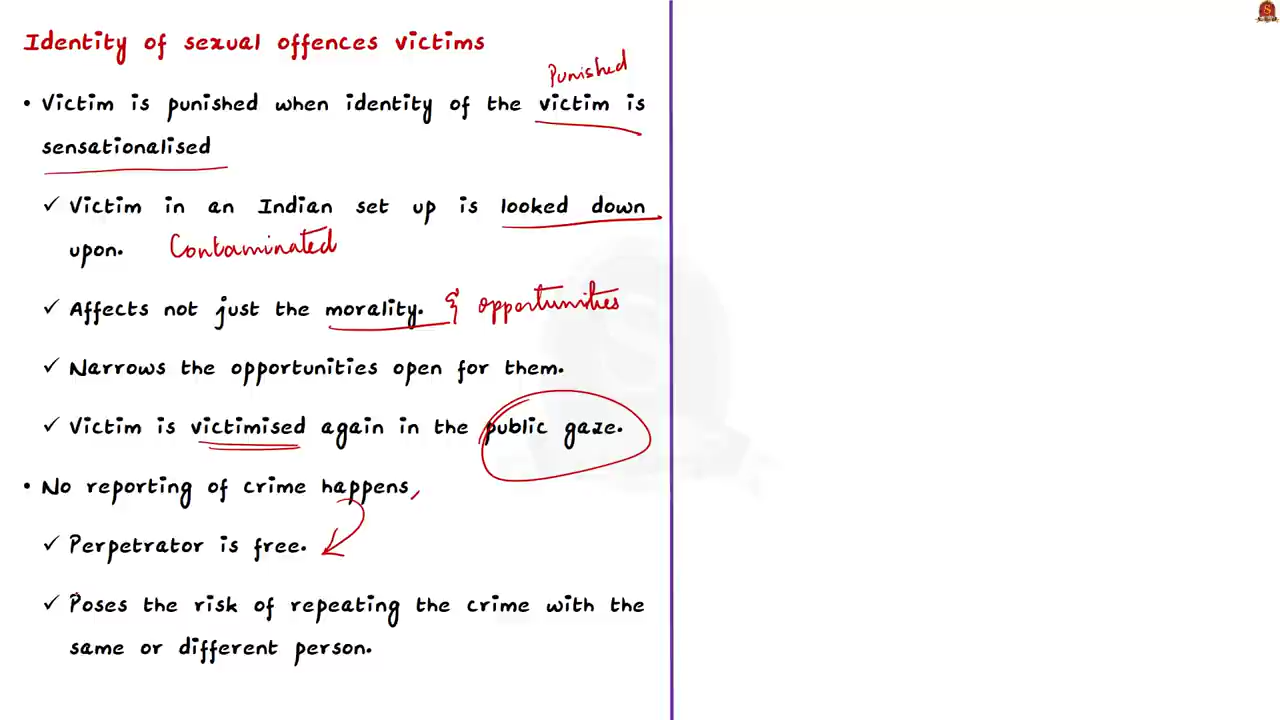 Identity of sexual offences victims
Punished
• Victim is punished when identity of the victim is
sensationalised
✓ Victim in an Indian set up is looked down
upon. Contaminated
✓ Affects not just the morality. & opportunities
✓ Narrows the opportunities open for them.
✓ Victim is victimised again in the public gaze.
• No reporting of crime happens,
✓ Perpetrator is free.
✓ Poses the risk of repeating the crime with the
same or different person.